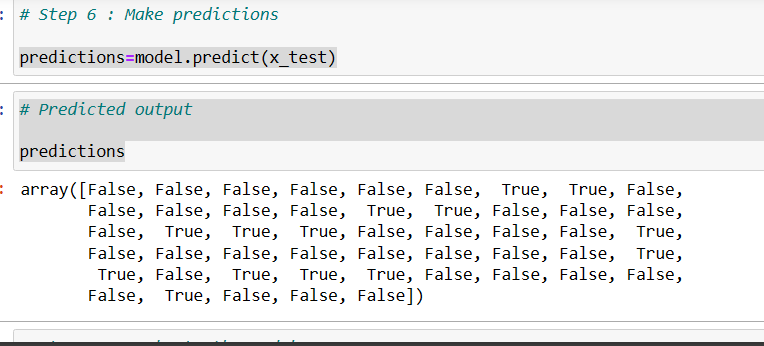 # Step 6 : Make predictions
predictions=model.predict(x_test)
# Predicted output
predictions
array([False, False, False, False, False, False,  True,  True, False,
       False, False, False, False,  True,  True, False, False, False,
       False,  True,  True,  True, False, False, False, False,  True,
       False, False, False, False, False, False, False, False,  True,
        True, False,  True,  True,  True, False, False, False, False,
       False,  True, False, False, False])